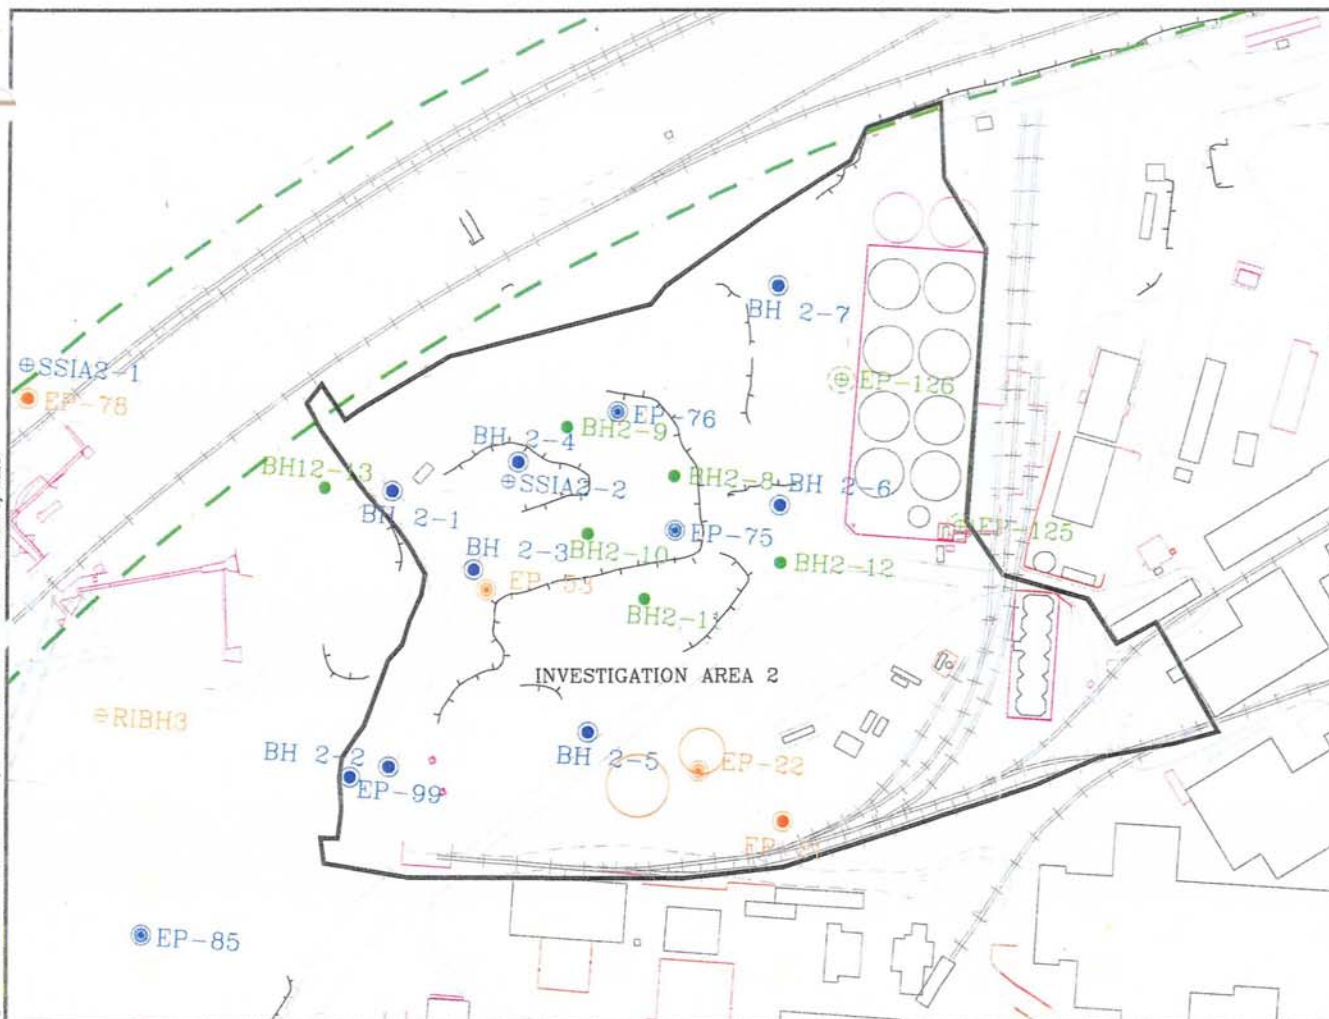 BH 2-7
SSIA2-1
EP-78
EP-126
EP-76
BH 2-4
BH2-9
BH12-13
SSIA2-2
BH2-8
BH 2-6
BH 2-1
EP-75
EP-125
BH 2-3
BH2-10
BH2-12
EP-53
BH2-11
INVESTIGATION AREA 2
RIBH3
BH 2-2
BH 2-5
EP-22
EP-99
EP-85